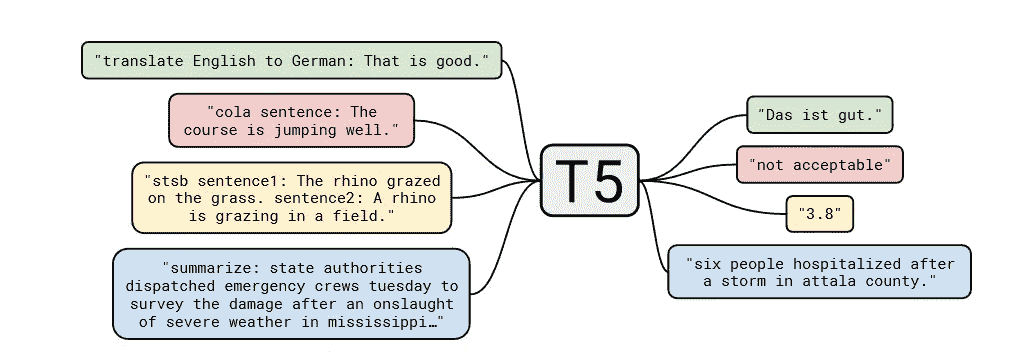 "translate English to German: That is good."
"cola sentence: The
course is jumping well."
"stsb sentence1: The rhino grazed
on the grass. sentence2: A rhino
is grazing in a field."
"summarize: state authorities
dispatched emergency crews tuesday to
survey the damage after an onslaught
of severe weather in mississippi…"
T5
"Das ist gut."
"not acceptable"
"3.8"
"six people hospitalized after
a storm in attala county."